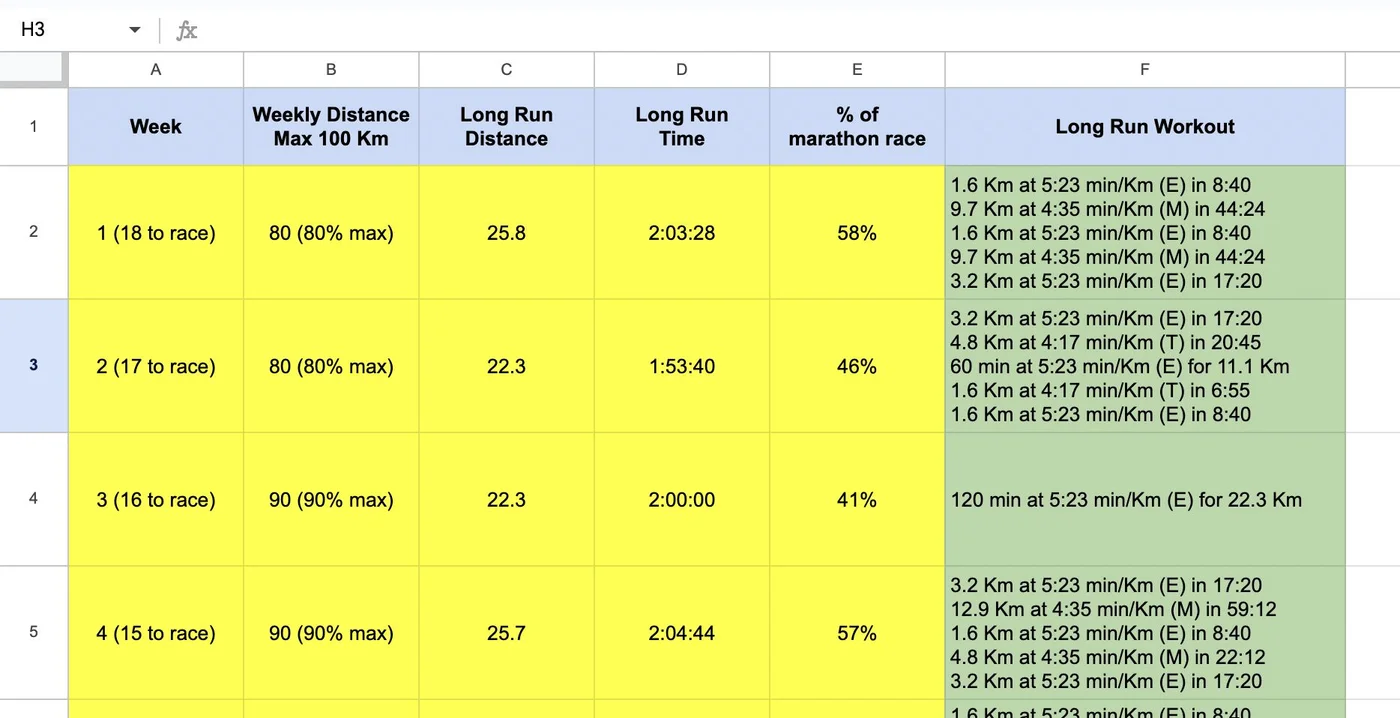 H3
fx
A B C D E F
1 Week Weekly Distance Max 100 Km Long Run Distance Long Run Time % of marathon race Long Run Workout
2 1 (18 to race) 80 (80% max) 25.8 2:03:28 58%
1.6 Km at 5:23 min/Km (E) in 8:40
9.7 Km at 4:35 min/Km (M) in 44:24
1.6 Km at 5:23 min/Km (E) in 8:40
9.7 Km at 4:35 min/Km (M) in 44:24
3.2 Km at 5:23 min/Km (E) in 17:20
3 2 (17 to race) 80 (80% max) 22.3 1:53:40 46%
3.2 Km at 5:23 min/Km (E) in 17:20
4.8 Km at 4:17 min/Km (T) in 20:45
60 min at 5:23 min/Km (E) for 11.1 Km
1.6 Km at 4:17 min/Km (T) in 6:55
1.6 Km at 5:23 min/Km (E) in 8:40
4 3 (16 to race) 90 (90% max) 22.3 2:00:00 41% 120 min at 5:23 min/Km (E) for 22.3 Km
5 4 (15 to race) 90 (90% max) 25.7 2:04:44 57%
3.2 Km at 5:23 min/Km (E) in 17:20
12.9 Km at 4:35 min/Km (M) in 59:12
1.6 Km at 5:23 min/Km (E) in 8:40
4.8 Km at 4:35 min/Km (M) in 22:12
3.2 Km at 5:23 min/Km (E) in 17:20
1.6 Km at 5:23 min/Km (E) in 8:40